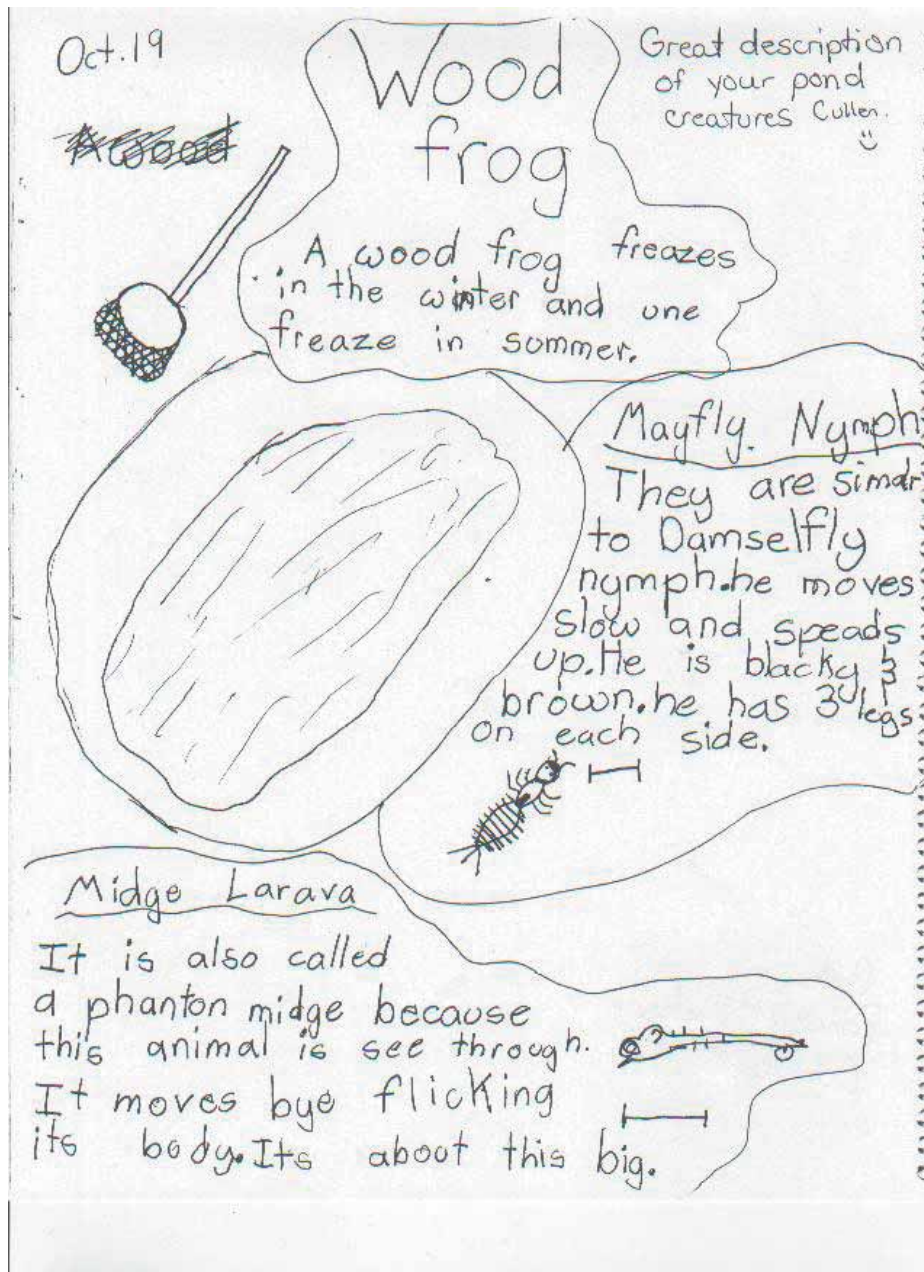 Oct.19
Wood
frog
Great description
of your pond
creatures Cullen.
A wood frog freazes
in the winter and une
freaze in summer.
Mayfly. Nymph
They are simalr
to Damselfly
nymph.he moves
slow and speads
up.He is blacky &
brown.he has 3 legs
on each side.
Midge Larava
It is also called
a phanton midge because
this animal is see through.
It moves bye flicking
its body.Its about this big.